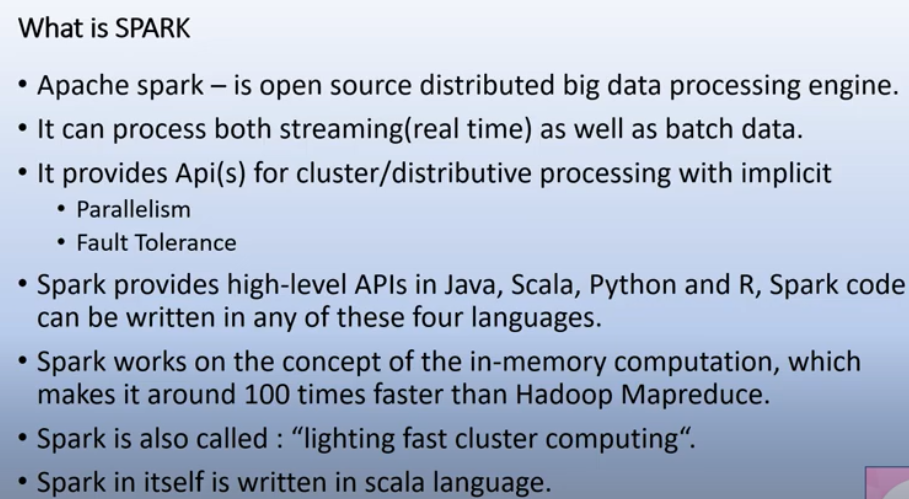 What is SPARK
• Apache spark – is open source distributed big data processing engine.
• It can process both streaming(real time) as well as batch data.
• It provides Api(s) for cluster/distributive processing with implicit
• Parallelism
• Fault Tolerance
• Spark provides high-level APIs in Java, Scala, Python and R, Spark code
can be written in any of these four languages.
• Spark works on the concept of the in-memory computation, which
makes it around 100 times faster than Hadoop Mapreduce.
• Spark is also called : “lighting fast cluster computing“.
• Spark in itself is written in scala language.